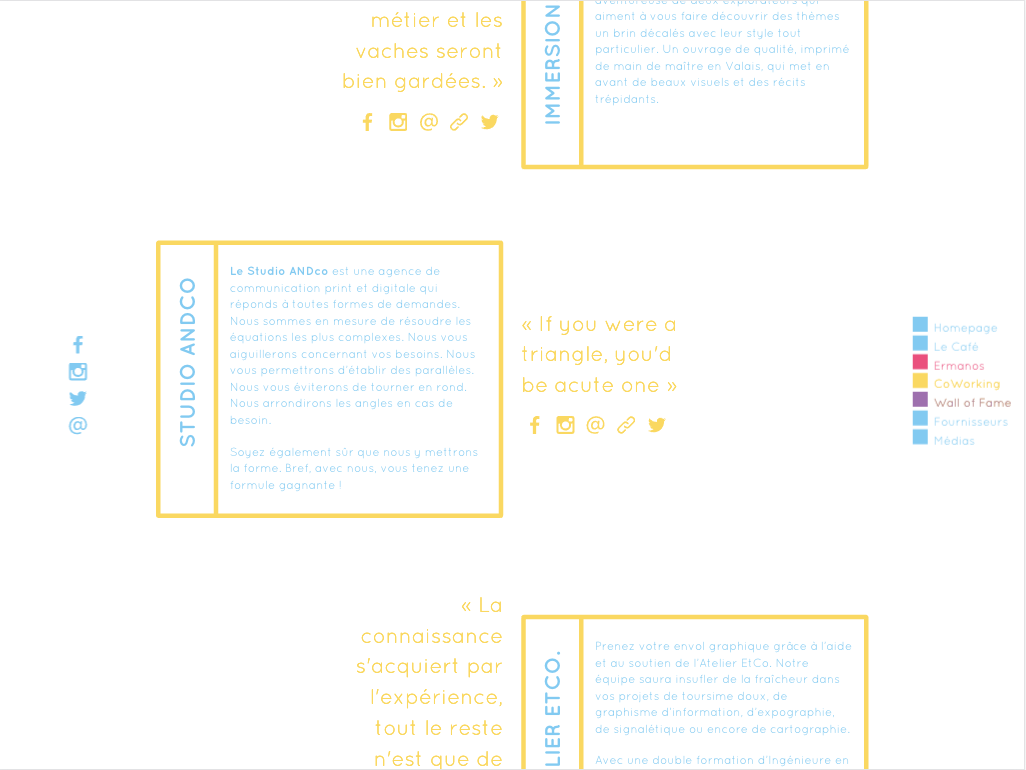 métier et les
vaches seront
bien gardées. »
IMMERSION
aventureuse de deux explorateurs qui
aiment à vous faire découvrir des thèmes
un brin décalés avec leur style tout
particulier. Un ouvrage de qualité, imprimé
de main de maître en Valais, qui met en
avant de beaux visuels et des récits
trépidants.
STUDIO ANDCO
Le Studio ANDco est une agence de
communication print et digitale qui
réponds à toutes formes de demandes.
Nous sommes en mesure de résoudre les
équations les plus complexes. Nous vous
aiguillerons concernant vos besoins. Nous
vous permettrons d'établir des parallèles.
Nous vous éviterons de tourner en rond.
Nous arrondirons les angles en cas de
besoin.
Soyez également sûr que nous y mettrons
la forme. Bref, avec nous, vous tenez une
formule gagnante !
« If you were a
triangle, you'd
be acute one »
Homepage
Le Café
Ermanos
CoWorking
Wall of Fame
Fournisseurs
Médias
« La
connaissance
s'acquiert par
l'expérience,
tout le reste
n'est que de
LIER ETCO.
Prenez votre envol graphique grâce à l'aide
et au soutien de l'Atelier EtCo. Notre
équipe saura insufler de la fraîcheur dans
vos projets de toursime doux, de
graphisme d'information, d'expographie,
de signalétique ou encore de cartographie.
Avec une double formation d'Ingénieure en